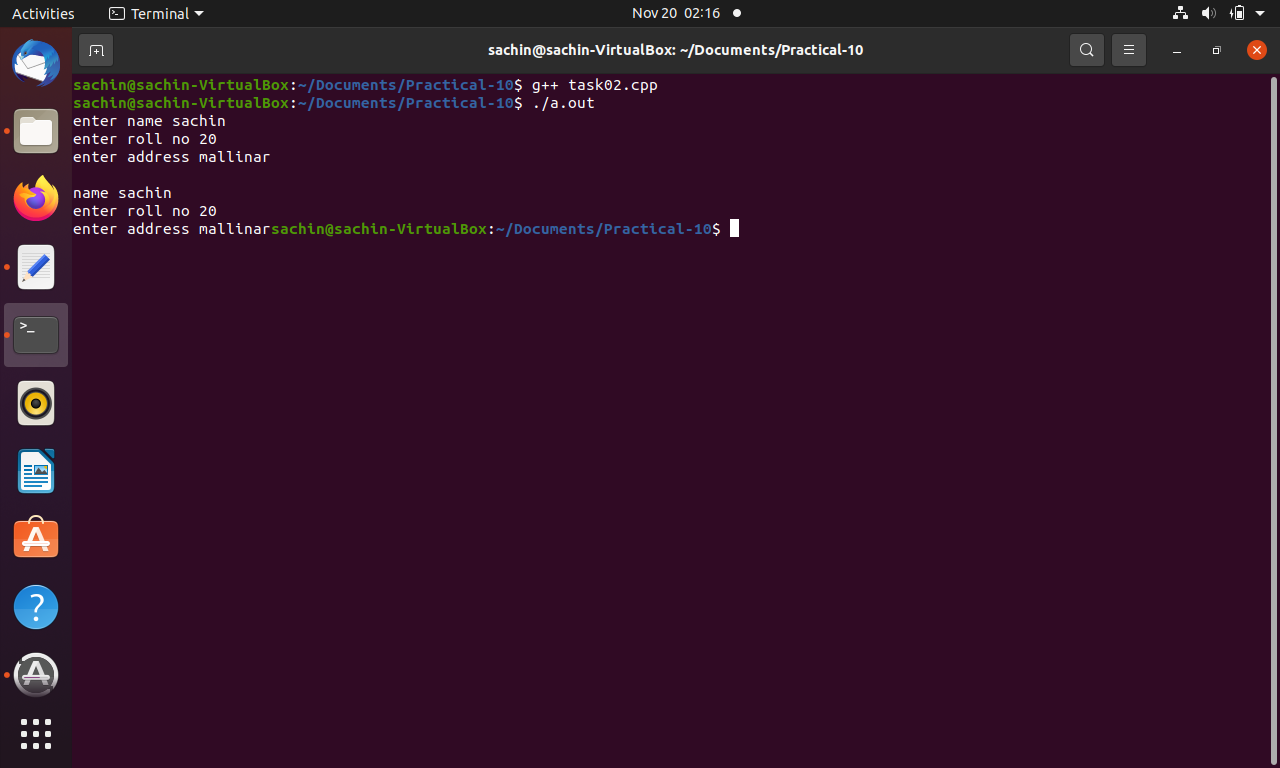 Activities Terminal Nov 20 02:16
sachin@sachin-VirtualBox: ~/Documents/Practical-10
sachin@sachin-VirtualBox:~/Documents/Practical-10$ g++ task02.cpp
sachin@sachin-VirtualBox:~/Documents/Practical-10$ ./a.out
enter name sachin
enter roll no 20
enter address mallinar

name sachin
enter roll no 20
enter address mallinarsachin@sachin-VirtualBox:~/Documents/Practical-10$